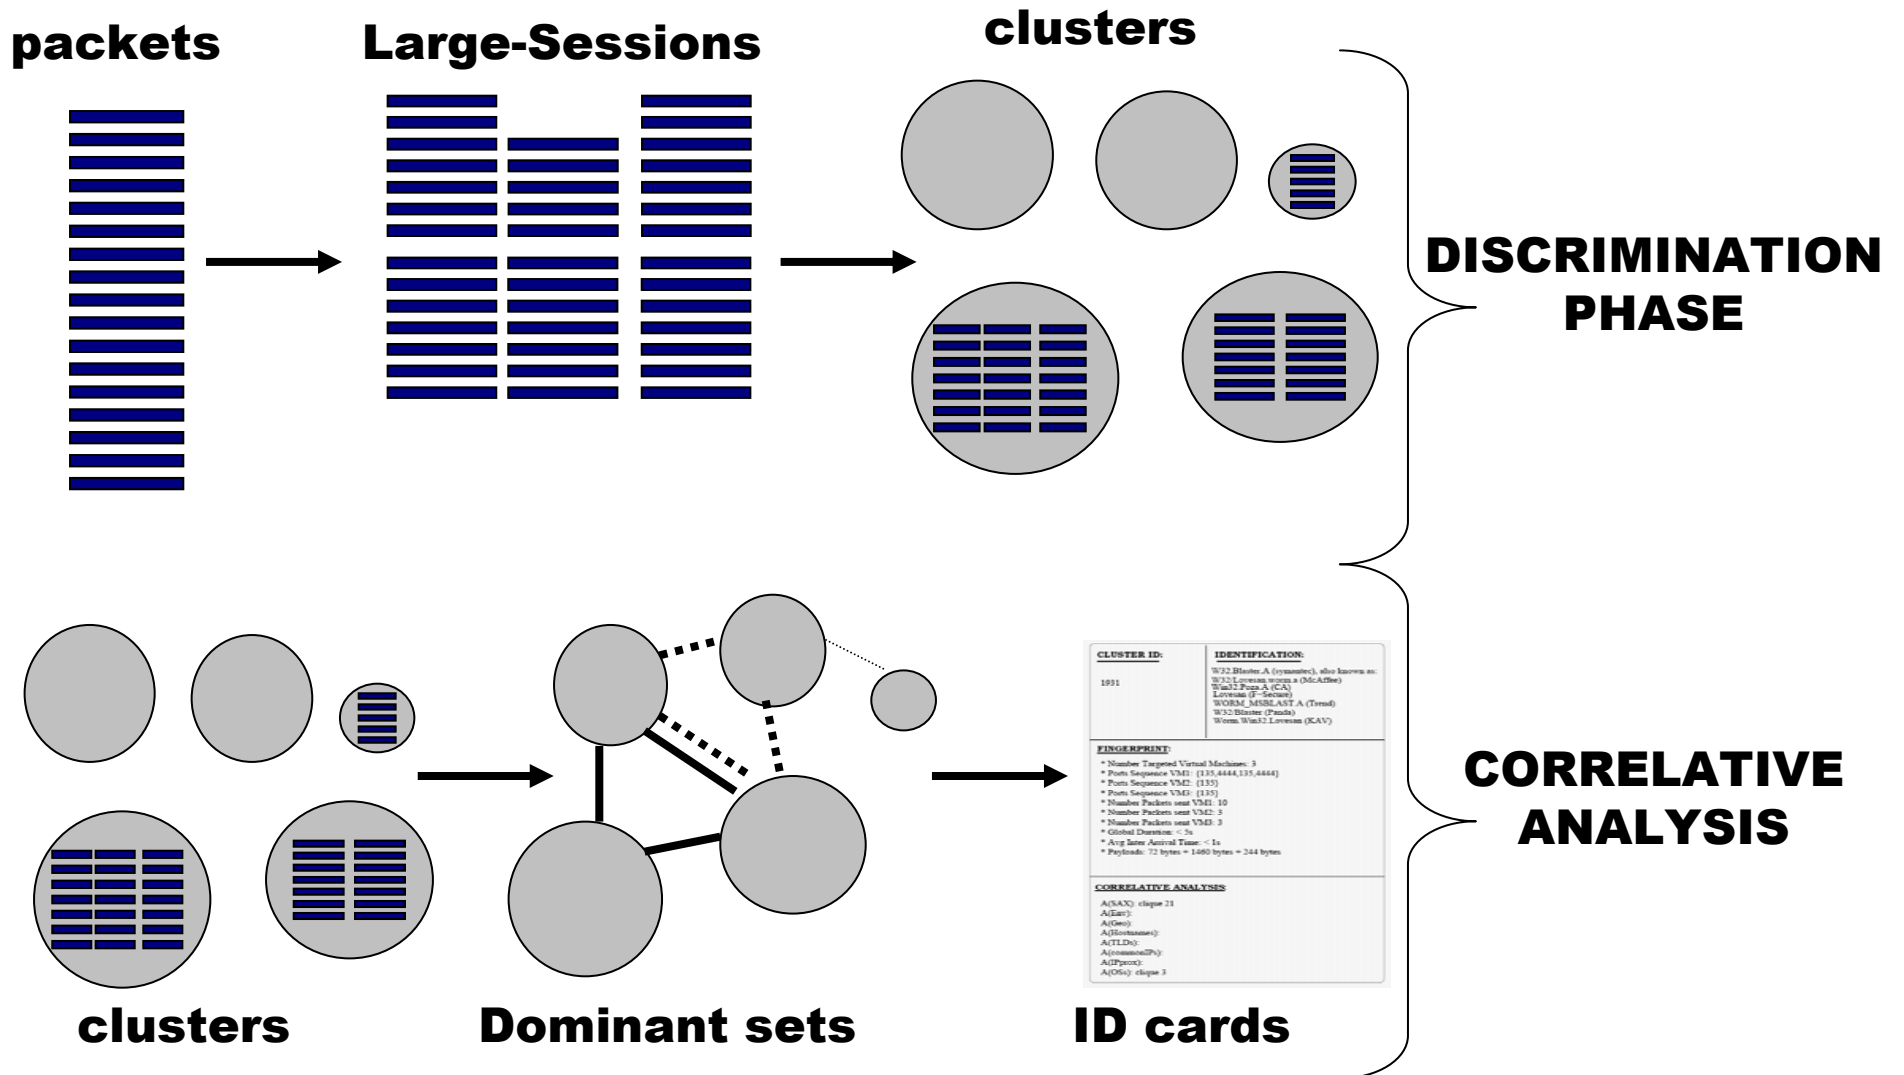 packets
Large-Sessions
clusters
DISCRIMINATION
PHASE
clusters
Dominant sets
ID cards
CORRELATIVE
ANALYSIS
CLUSTER ID:
1931
IDENTIFICATION:
W32.Blaster.A (symantec), also known as:
W32/Lovesan.worm.a (McAffee)
Win32.Poza.A (CA)
Lovesan (F-Secure)
WORM_MSBLAST.A (Trend)
W32/Blaster (Panda)
Worm.Win32.Lovesan (KAV)
FINGERPRINT:
* Number Targeted Virtual Machines: 3
* Ports Sequence VM1: {135,4444,135,4444}
* Ports Sequence VM2: {135}
* Ports Sequence VM3: {135}
* Number Packets sent VM1: 10
* Number Packets sent VM2: 3
* Number Packets sent VM3: 3
* Global Duration: < 5s
* Avg Inter Arrival Time: < 1s
* Payloads: 72 bytes + 1460 bytes + 244 bytes
CORRELATIVE ANALYSIS:
A(SAX): clique 21
A(Env):
A(Geo):
A(Hostnames):
A(TLDs):
A(commonIPs):
A(IPprox):
A(OSs): clique 3